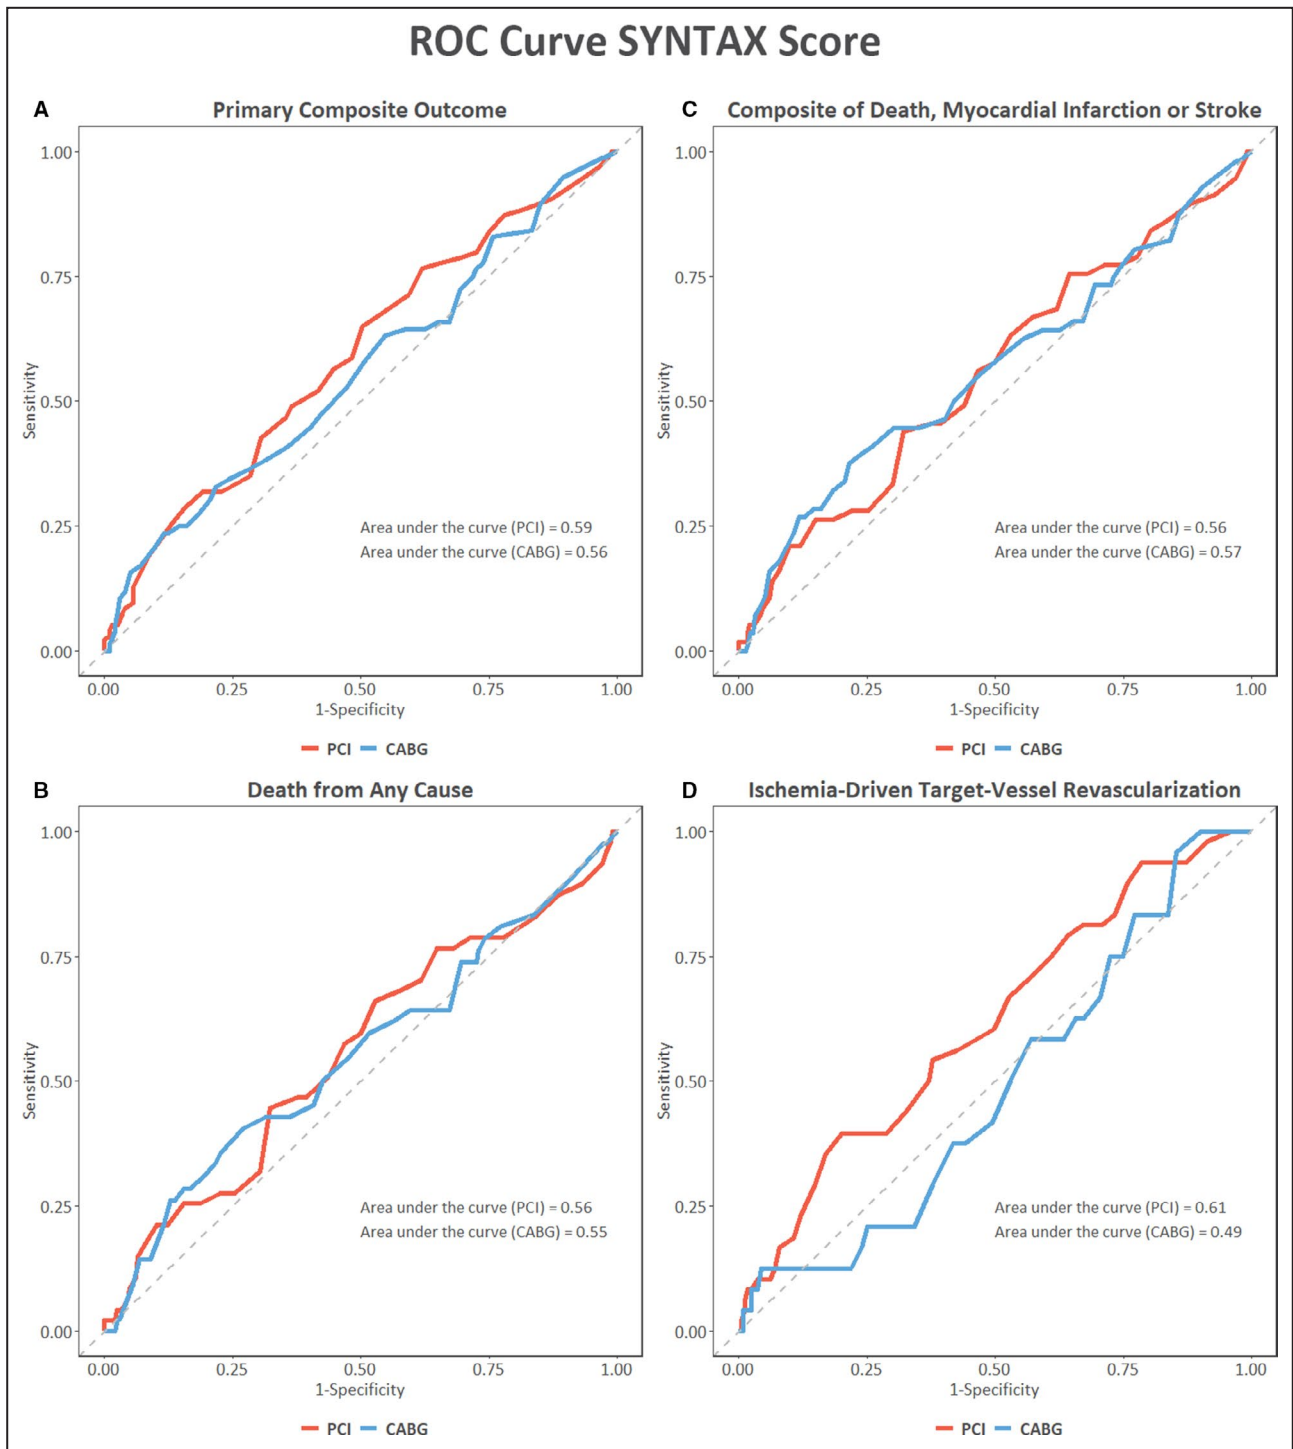 ROC Curve SYNTAX Score
A
Primary Composite Outcome
1.00
0.75
0.50
0.25
0.00
Sensitivity
Area under the curve (PCI) = 0.59
Area under the curve (CABG) = 0.56
0.00 0.25 0.50 0.75 1.00
1-Specificity
PCI CABG
C
Composite of Death, Myocardial Infarction or Stroke
1.00
0.75
0.50
0.25
0.00
Sensitivity
Area under the curve (PCI) = 0.56
Area under the curve (CABG) = 0.57
0.00 0.25 0.50 0.75 1.00
1-Specificity
PCI CABG
B
Death from Any Cause
1.00
0.75
0.50
0.25
0.00
Sensitivity
Area under the curve (PCI) = 0.56
Area under the curve (CABG) = 0.55
0.00 0.25 0.50 0.75 1.00
1-Specificity
PCI CABG
D
Ischemia-Driven Target-Vessel Revascularization
1.00
0.75
0.50
0.25
0.00
Sensitivity
Area under the curve (PCI) = 0.61
Area under the curve (CABG) = 0.49
0.00 0.25 0.50 0.75 1.00
1-Specificity
PCI CABG